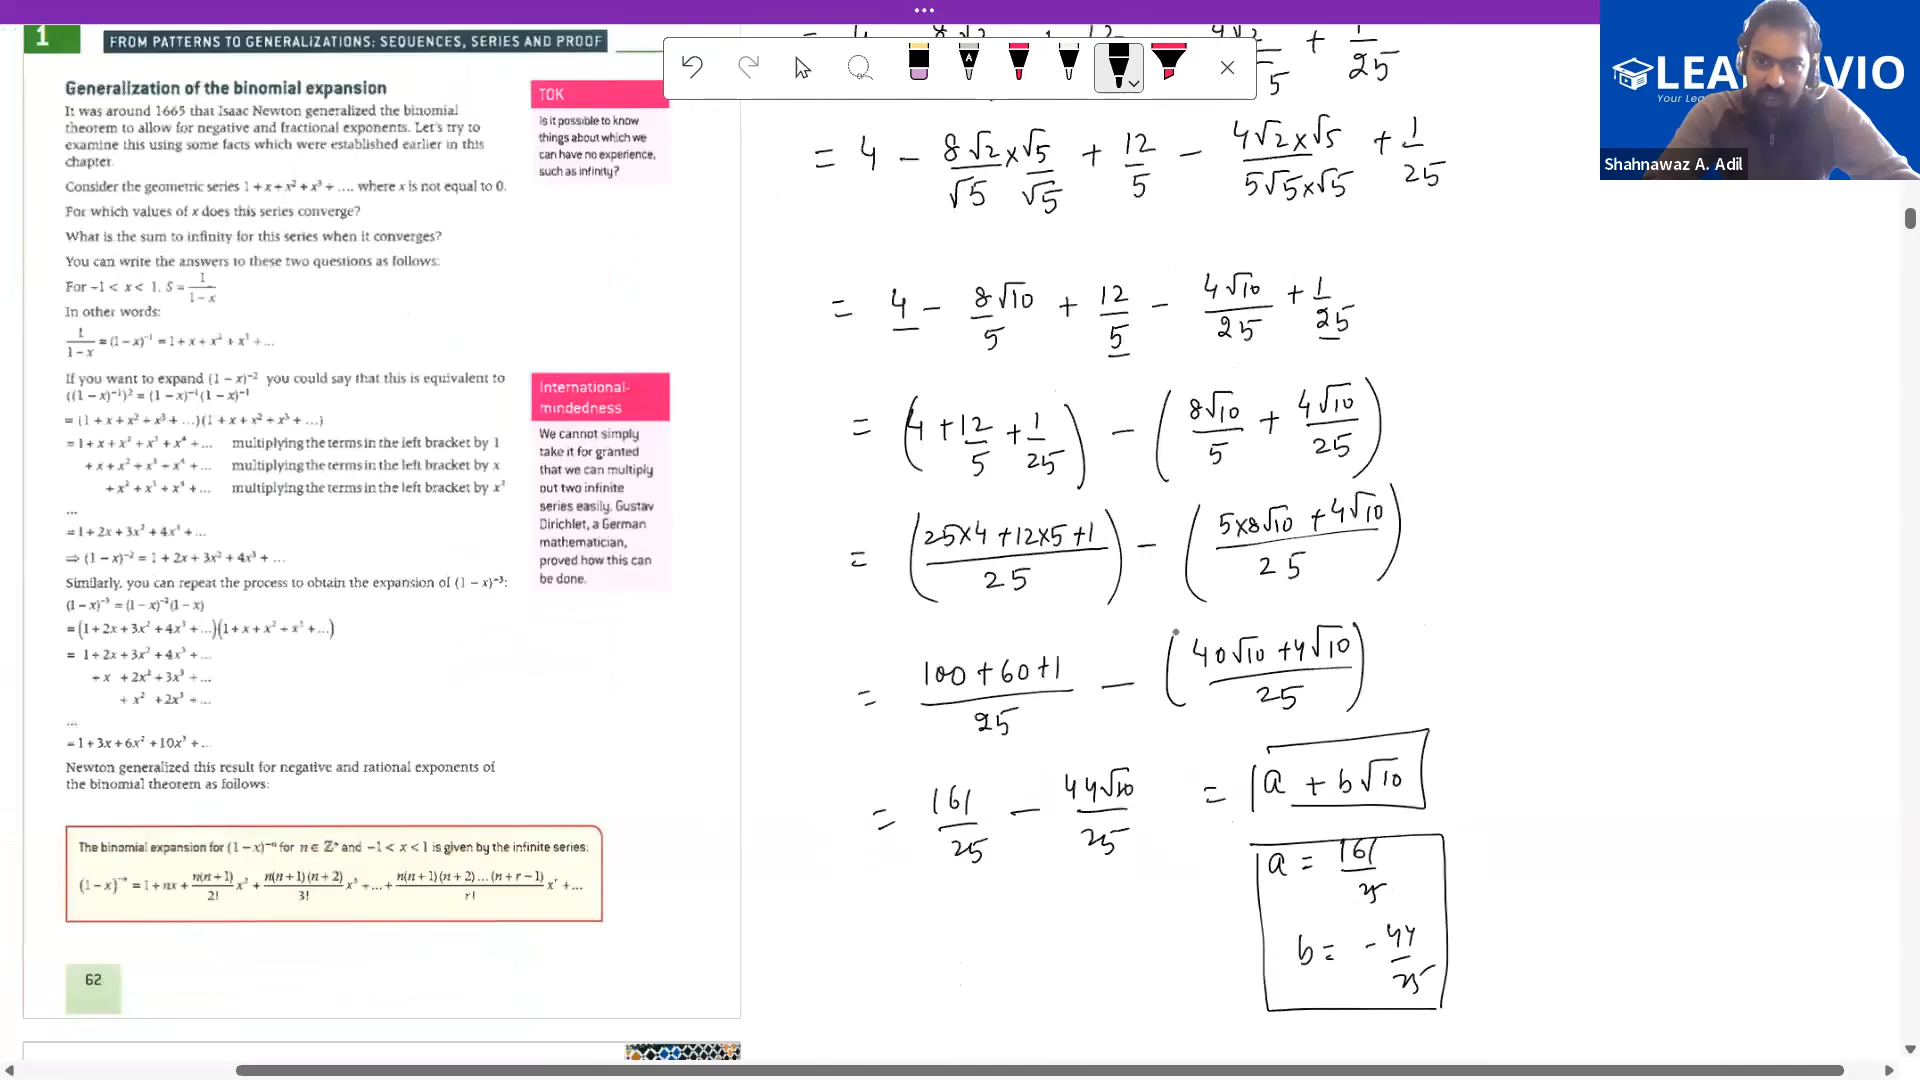 1
FROM PATTERNS TO GENERALIZATIONS: SEQUENCES, SERIES AND PROOF
Generalization of the binomial expansion
It was around 1665 that Isaac Newton generalized the binomial
theorem to allow for negative and fractional exponents. Let's try to
examine this using some facts which were established earlier in this
chapter.
Consider the geometric series 1 + x + x² + x³ + .... where x is not equal to 0.
For which values of x does this series converge?
What is the sum to infinity for this series when it converges?
You can write the answers to these two questions as follows:
For −1 < x < 1, S = 1/(1−x)
In other words:
1/(1−x) = (1−x)⁻¹ = 1 + x + x² + x³ + ...
If you want to expand (1 − x)⁻² you could say that this is equivalent to
((1−x)⁻¹)² = (1−x)⁻¹(1−x)⁻¹
= (1 + x + x² + x³ + ...)(1 + x + x² + x³ + ...)
= 1 + x + x² + x³ + x⁴ + ... multiplying the terms in the left bracket by 1
+ x + x² + x³ + x⁴ + ... multiplying the terms in the left bracket by x
+ x² + x³ + x⁴ + ... multiplying the terms in the left bracket by x²
...
= 1 + 2x + 3x² + 4x³ + ...
⇒ (1 − x)⁻² = 1 + 2x + 3x² + 4x³ + ...
Similarly, you can repeat the process to obtain the expansion of (1 − x)⁻³:
(1 − x)⁻³ = (1 − x)⁻²(1 − x)
= (1 + 2x + 3x² + 4x³ + ...)(1 + x + x² + x³ + ...)
= 1 + 2x + 3x² + 4x³ + ...
+ x + 2x² + 3x³ + ...
+ x² + 2x³ + ...
...
= 1 + 3x + 6x² + 10x³ + ...
Newton generalized this result for negative and rational exponents of
the binomial theorem as follows:
The binomial expansion for (1 − x)⁻ⁿ for n ∈ ℤ⁺ and −1 < x < 1 is given by the infinite series:
(1 − x)⁻ⁿ = 1 + nx + n(n+1)/2! x² + n(n+1)(n+2)/3! x³ + ... + n(n+1)(n+2)...(n+r−1)/r! xʳ + ...
62
TOK
Is it possible to know
things about which we
can have no experience,
such as infinity?
International-
mindedness
We cannot simply
take it for granted
that we can multiply
out two infinite
series easily. Gustav
Dirichlet, a German
mathematician,
proved how this can
be done.
+ 1/25
= 4 − 8√2/√5 × √5/√5 + 12/5 − 4√2×√5/5√5×√5 + 1/25
= 4 − 8√10/5 + 12/5 − 4√10/25 + 1/25
= (4 + 12/5 + 1/25) − (8√10/5 + 4√10/25)
= (25×4 + 12×5 + 1/25) − (5×8√10 + 4√10/25)
= 100 + 60 + 1/25 − (40√10 + 4√10/25)
= 161/25 − 44√10/25 = a + b√10
a = 161/25
b = −44/25
Your Lea
VIO
Shahnawaz A. Adil